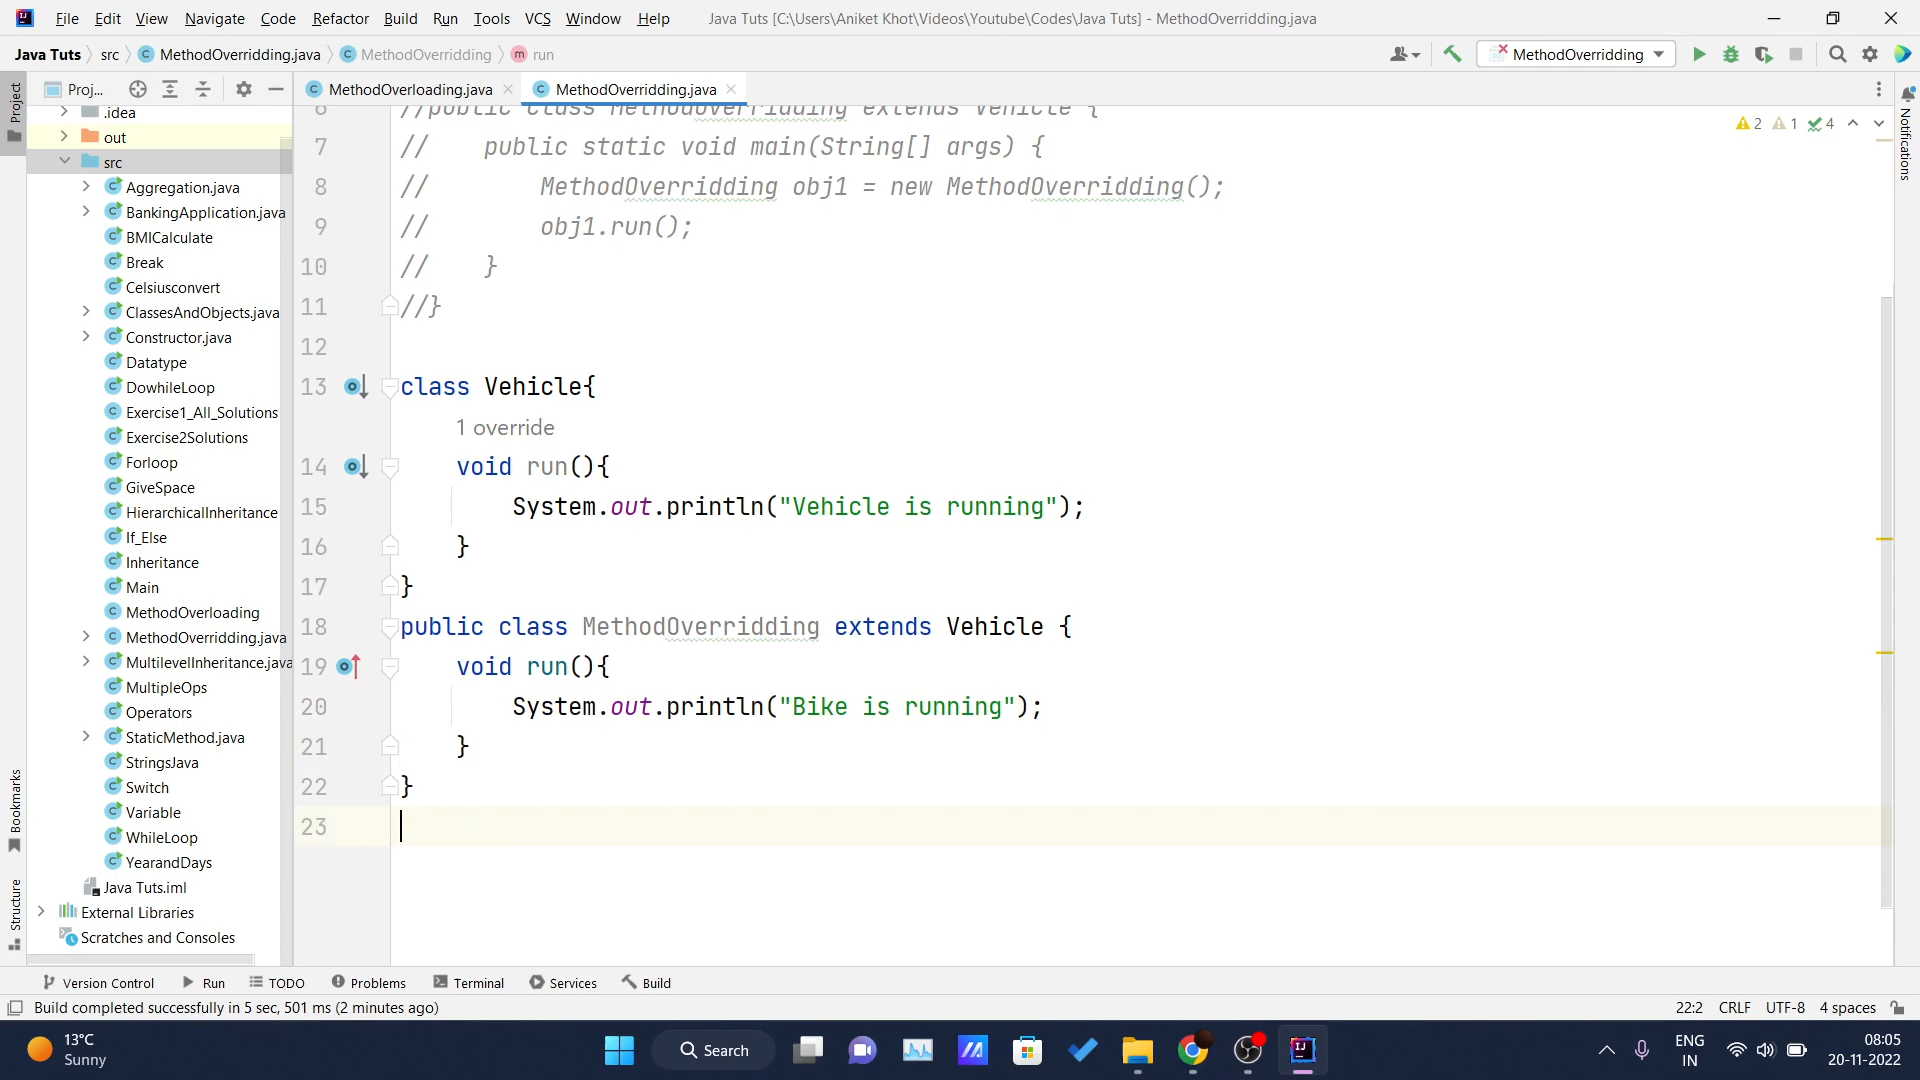 File Edit View Navigate Code Refactor Build Run Tools VCS Window Help Java Tuts [C:\Users\Aniket Khot\Videos\Youtube\Codes\Java Tuts] - MethodOverridding.java
Java Tuts src MethodOverridding.java MethodOverridding run MethodOverridding
Project Proj... MethodOverloading.java MethodOverridding.java
.idea
out
src
Aggregation.java
BankingApplication.java
BMICalculate
Break
Celsiusconvert
ClassesAndObjects.java
Constructor.java
Datatype
DowhileLoop
Exercise1_All_Solutions
Exercise2Solutions
Forloop
GiveSpace
HierarchicalInheritance
If_Else
Inheritance
Main
MethodOverloading
MethodOverridding.java
MultilevelInheritance.java
MultipleOps
Operators
StaticMethod.java
StringsJava
Switch
Variable
WhileLoop
YearandDays
Java Tuts.iml
External Libraries
Scratches and Consoles
Bookmarks
Structure
6 //public class MethodOverridding extends Vehicle {
7 // public static void main(String[] args) {
8 // MethodOverridding obj1 = new MethodOverridding();
9 // obj1.run();
10 // }
11 //}
12
13 class Vehicle{
1 override
14 void run(){
15 System.out.println("Vehicle is running");
16 }
17 }
18 public class MethodOverridding extends Vehicle {
19 void run(){
20 System.out.println("Bike is running");
21 }
22 }
23
2 1 4
Notifications
Version Control Run TODO Problems Terminal Services Build
Build completed successfully in 5 sec, 501 ms (2 minutes ago) 22:2 CRLF UTF-8 4 spaces
13°C
Sunny
Search
ENG
IN
08:05
20-11-2022